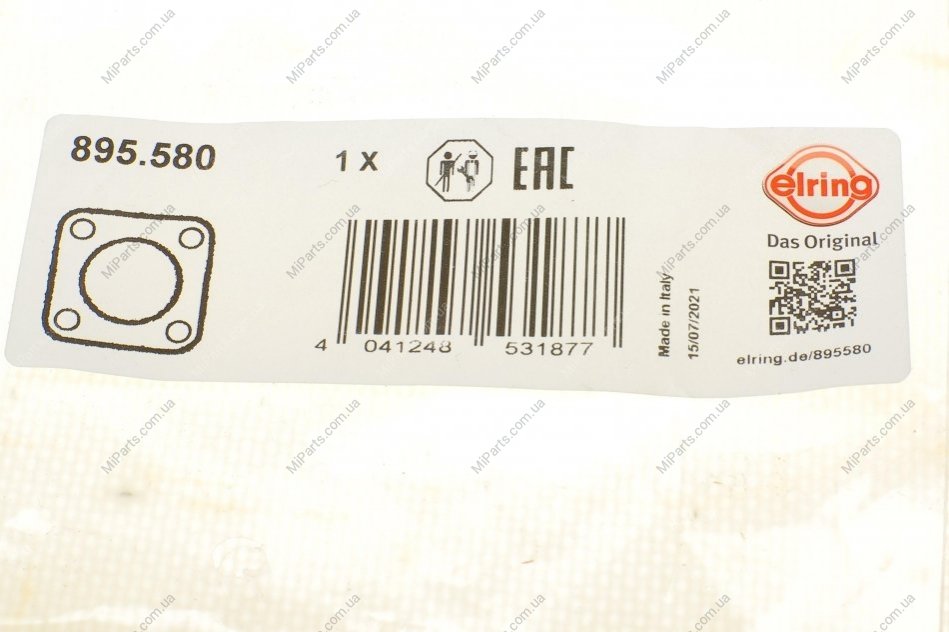 895.580
1 X
EAC
elring
Das Original
4 041248 531877
Made in Italy
15/07/2021
elring.de/895580
MiParts.com.ua